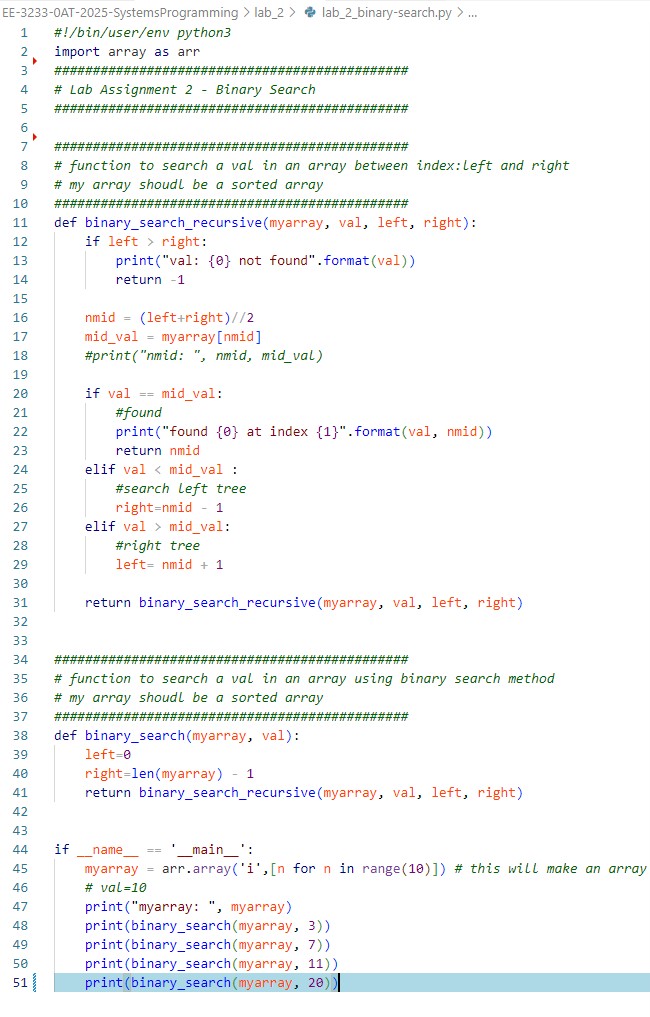 EE-3233-0AT-2025-SystemsProgramming > lab_2 > lab_2_binary-search.py > ...
1 #!/bin/user/env python3
2 import array as arr
3 ##############################################
4 # Lab Assignment 2 - Binary Search
5 ##############################################
6
7 ##############################################
8 # function to search a val in an array between index:left and right
9 # my array shoudl be a sorted array
10 ##############################################
11 def binary_search_recursive(myarray, val, left, right):
12     if left > right:
13         print("val: {0} not found".format(val))
14         return -1
15
16     nmid = (left+right)//2
17     mid_val = myarray[nmid]
18     #print("nmid: ", nmid, mid_val)
19
20     if val == mid_val:
21         #found
22         print("found {0} at index {1}".format(val, nmid))
23         return nmid
24     elif val < mid_val :
25         #search left tree
26         right=nmid - 1
27     elif val > mid_val:
28         #right tree
29         left= nmid + 1
30
31     return binary_search_recursive(myarray, val, left, right)
32
33
34 ##############################################
35 # function to search a val in an array using binary search method
36 # my array shoudl be a sorted array
37 ##############################################
38 def binary_search(myarray, val):
39     left=0
40     right=len(myarray) - 1
41     return binary_search_recursive(myarray, val, left, right)
42
43
44 if __name__ == '__main__':
45     myarray = arr.array('i',[n for n in range(10)]) # this will make an array
46     # val=10
47     print("myarray: ", myarray)
48     print(binary_search(myarray, 3))
49     print(binary_search(myarray, 7))
50     print(binary_search(myarray, 11))
51     print(binary_search(myarray, 20))